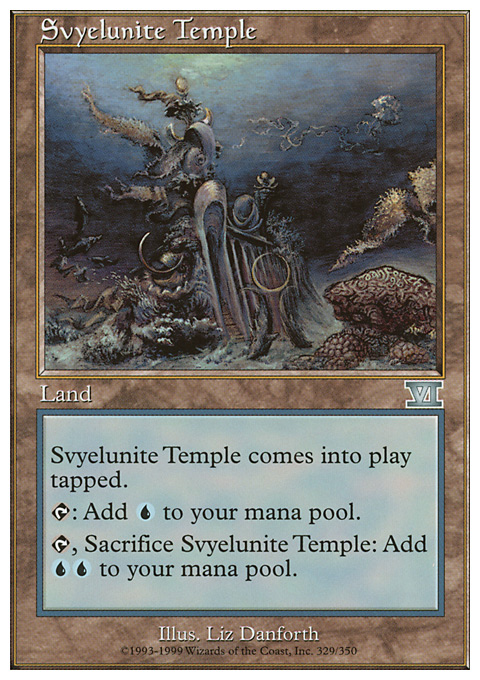 Svyelunite Temple
Land
VI
Svyelunite Temple comes into play
tapped.
: Add to your mana pool.
, Sacrifice Svyelunite Temple: Add
to your mana pool.
Illus. Liz Danforth
©1993-1999 Wizards of the Coast, Inc. 329/350